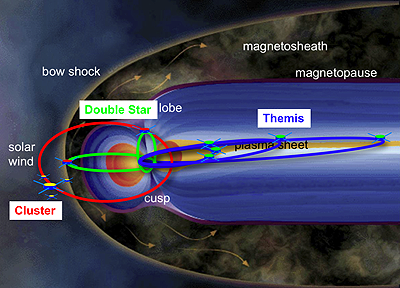 magnetosheath
bow shock
magnetopause
Double Star
lobe
Themis
solar
wind
plasma sheet
cusp
Cluster